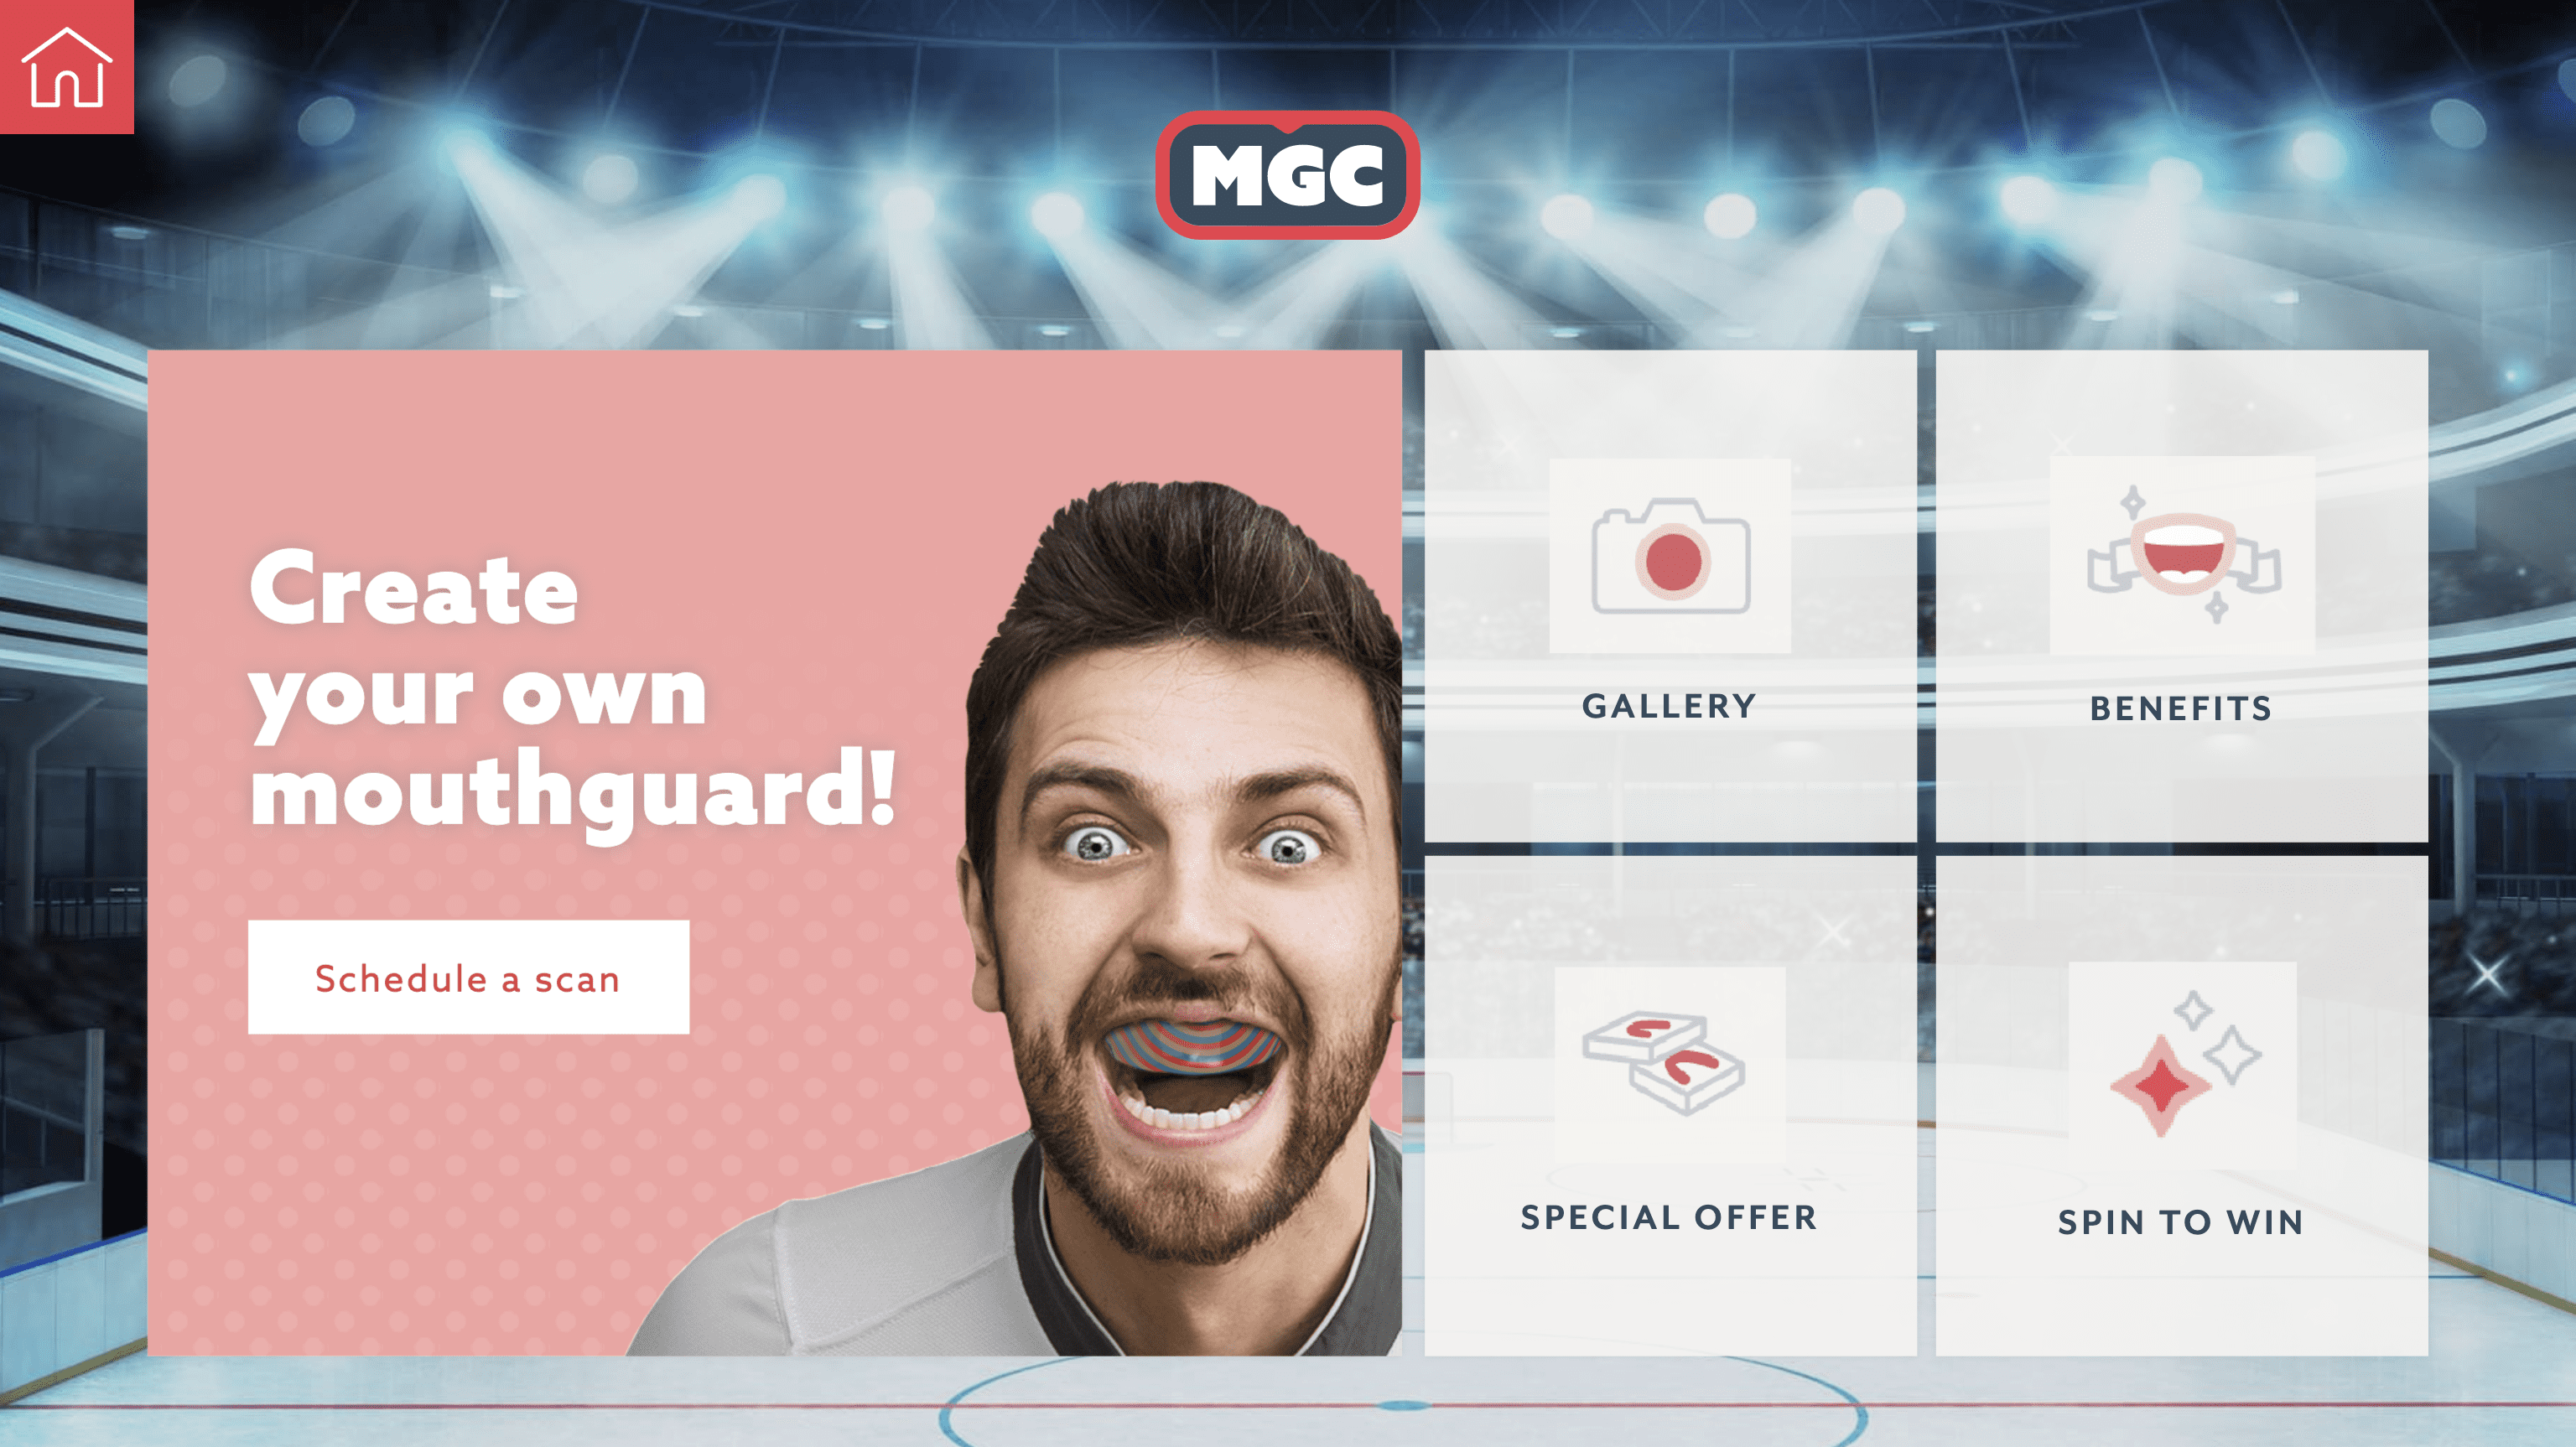 MGC
Create
your own
mouthguard!
Schedule a scan
GALLERY
BENEFITS
SPECIAL OFFER
SPIN TO WIN